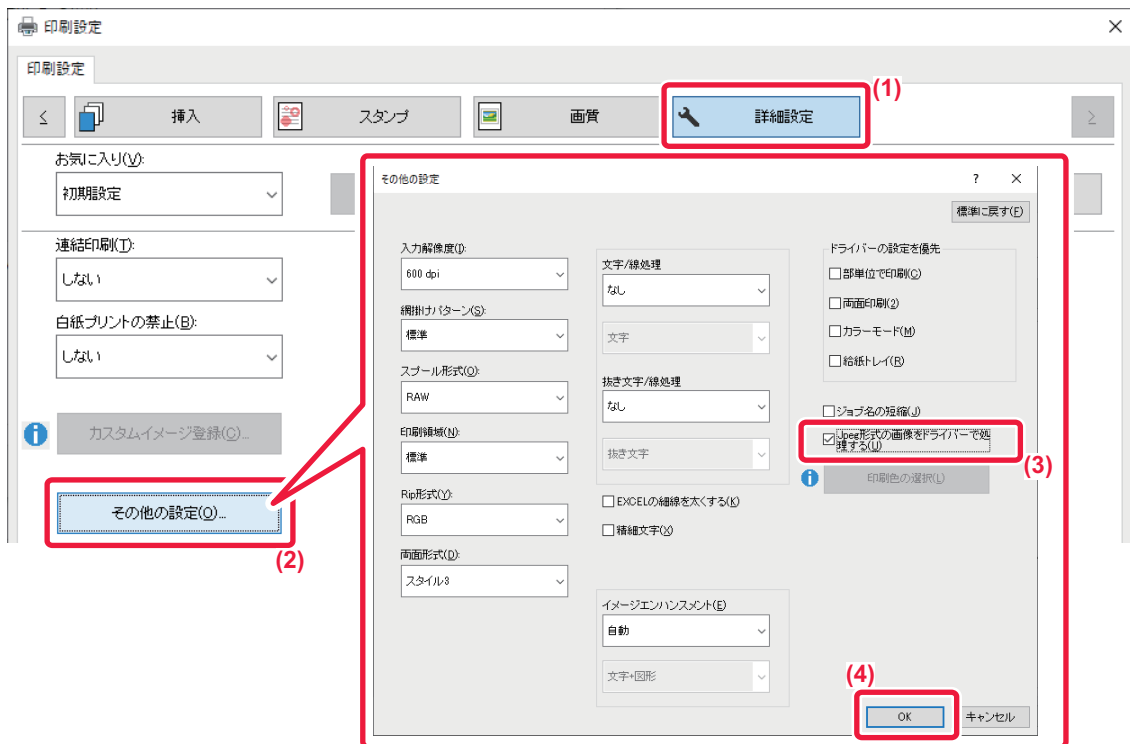 印刷設定
印刷設定
(1)
挿入
スタンプ
画質
詳細設定
お気に入り(V):
初期設定
連結印刷(T):
しない
白紙プリントの禁止(B):
しない
カスタムイメージ登録(C)...
その他の設定(O)...
(2)
その他の設定
?
標準に戻す(F)
入力解像度(I):
600 dpi
網掛けパターン(S):
標準
スプール形式(O):
RAW
印刷領域(N):
標準
Rip形式(Y):
RGB
両面形式(D):
スタイル3
文字/線処理
なし
文字
抜き文字/線処理
なし
抜き文字
EXCELの細線を太くする(K)
精細文字(X)
イメージエンハンスメント(E)
自動
文字+図形
ドライバーの設定を優先
部単位で印刷(C)
両面印刷(2)
カラーモード(M)
給紙トレイ(R)
ジョブ名の短縮(J)
Jpeg形式の画像をドライバーで処
理する(U)
(3)
印刷色の選択(L)
(4)
OK
キャンセル